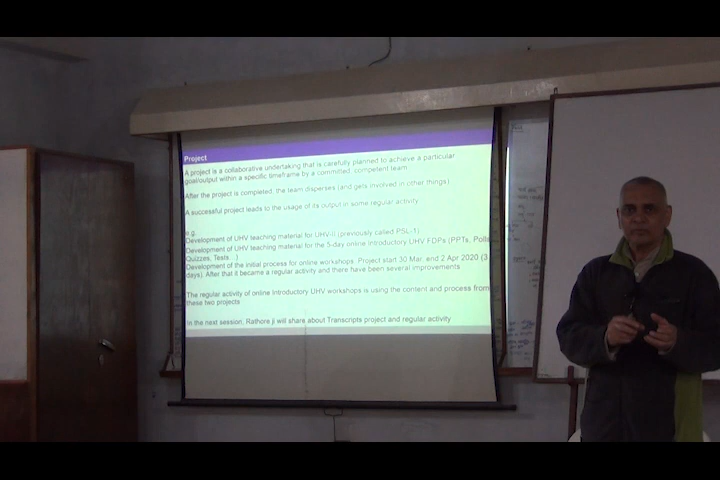 Project
A project is a collaborative undertaking that is carefully planned to achieve a particular
goal/output within a specific timeframe by a committed, competent team
After the project is completed, the team disperses (and gets involved in other things)
A successful project leads to the usage of its output in some regular activity
e.g.
Development of UHV teaching material for UHV-II (previously called PSL-1)
Development of UHV teaching material for the 5-day online Introductory UHV FDPs (PPTs, Polls,
Quizzes, Tests…)
Development of the initial process for online workshops. Project start 30 Mar. end 2 Apr 2020 (3
days). After that it became a regular activity and there have been several improvements
The regular activity of online Introductory UHV workshops is using the content and process from
these two projects
In the next session, Rathore ji will share about Transcripts project and regular activity